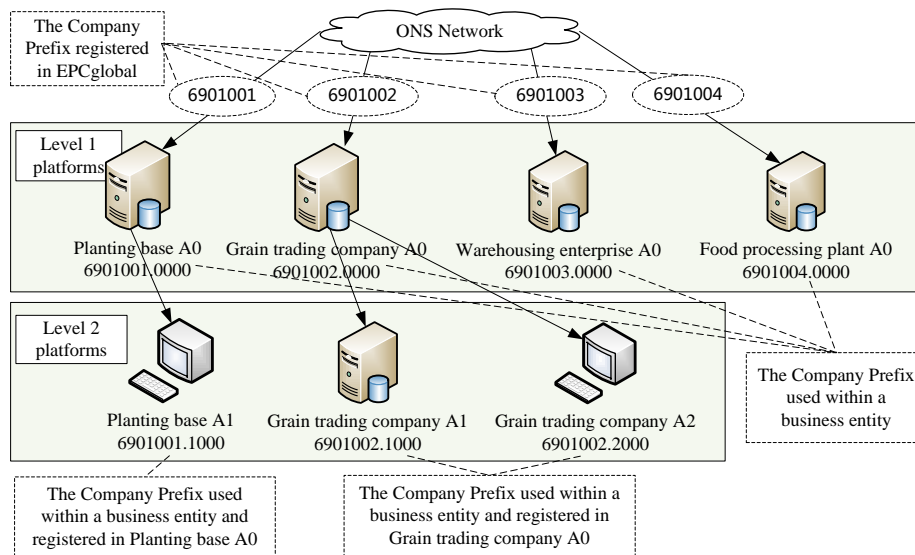 The Company
Prefix registered
in EPCglobal
ONS Network
6901001
6901002
6901003
6901004
Level 1
platforms
Planting base A0
6901001.0000
Grain trading company A0
6901002.0000
Warehousing enterprise A0
6901003.0000
Food processing plant A0
6901004.0000
Level 2
platforms
Planting base A1
6901001.1000
Grain trading company A1
6901002.1000
Grain trading company A2
6901002.2000
The Company Prefix
used within a
business entity
The Company Prefix used
within a business entity and
registered in Planting base A0
The Company Prefix used within a
business entity and registered in
Grain trading company A0